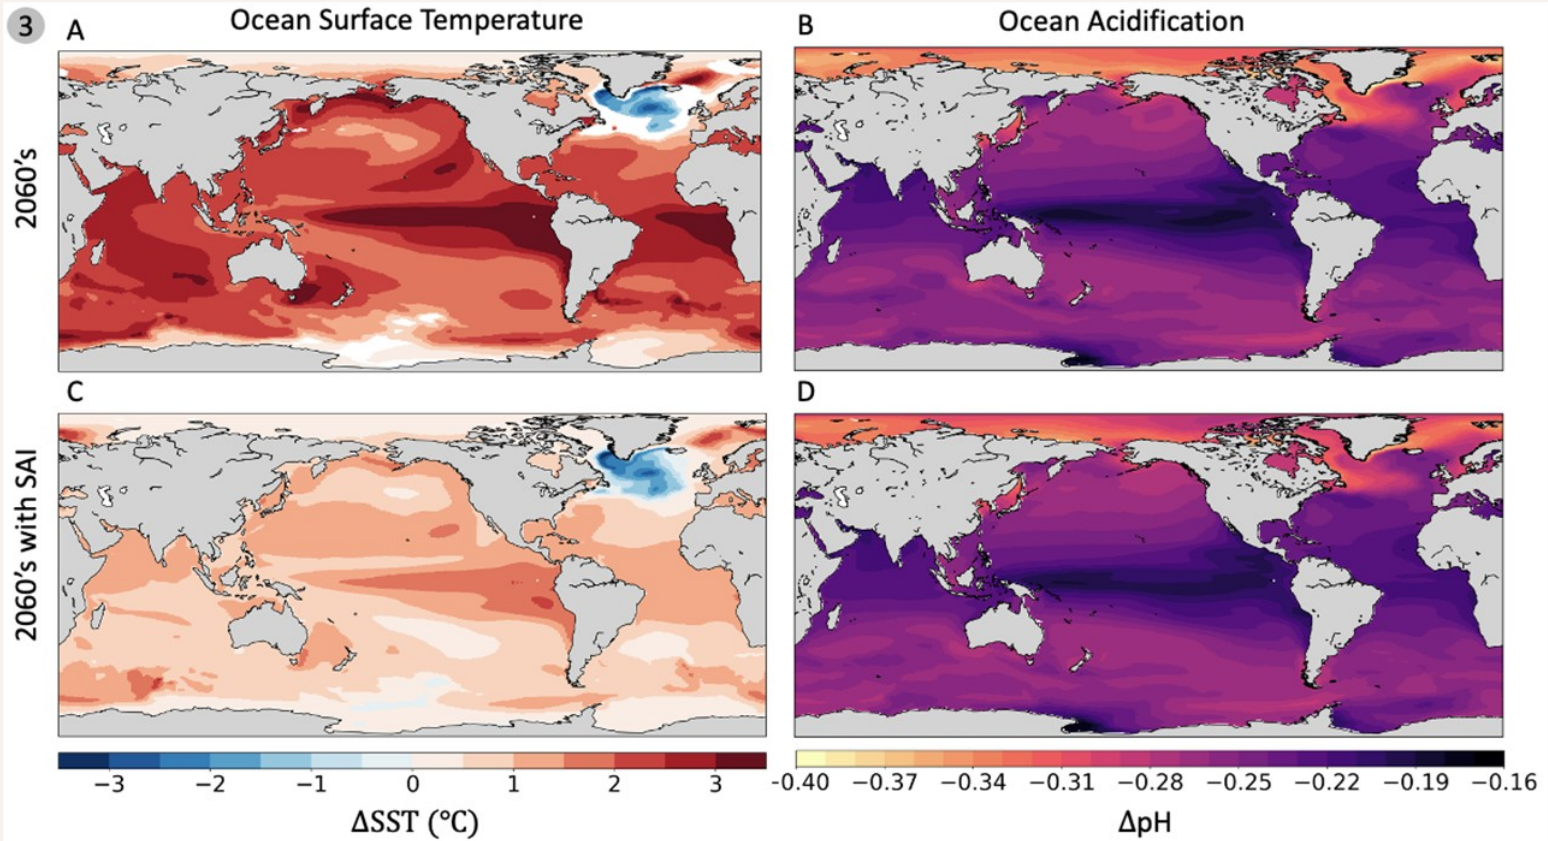 3
A
Ocean Surface Temperature
B
Ocean Acidification
2060's
C
D
2060's with SAI
−3 −2 −1 0 1 2 3
ΔSST (°C)
-0.40 −0.37 −0.34 −0.31 −0.28 −0.25 −0.22 −0.19 −0.16
ΔpH